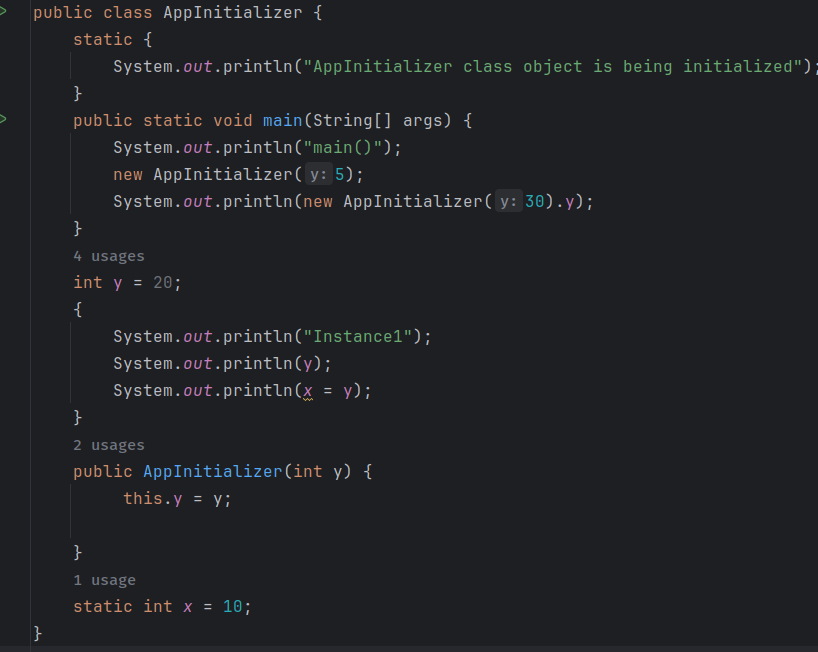 public class AppInitializer {
static {
System.out.println("AppInitializer class object is being initialized");
}
public static void main(String[] args) {
System.out.println("main()");
new AppInitializer( y: 5);
System.out.println(new AppInitializer( y: 30).y);
}
4 usages
int y = 20;
{
System.out.println("Instance1");
System.out.println(y);
System.out.println(x = y);
}
2 usages
public AppInitializer(int y) {
this.y = y;
}
1 usage
static int x = 10;
}